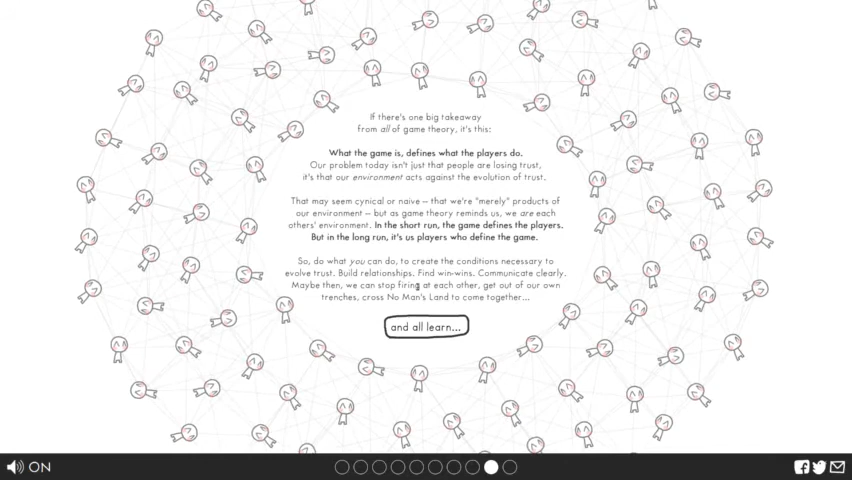 If there's one big takeaway
from all of game theory, it's this:
What the game is, defines what the players do.
Our problem today isn't just that people are losing trust,
it's that our environment acts against the evolution of trust.
That may seem cynical or naive -- that we're "merely" products of
our environment -- but as game theory reminds us, we are each
others' environment. In the short run, the game defines the players.
But in the long run, it's us players who define the game.
So, do what you can do, to create the conditions necessary to
evolve trust. Build relationships. Find win-wins. Communicate clearly.
Maybe then, we can stop firing at each other, get out of our own
trenches, cross No Man's Land to come together...
and all learn...
ON